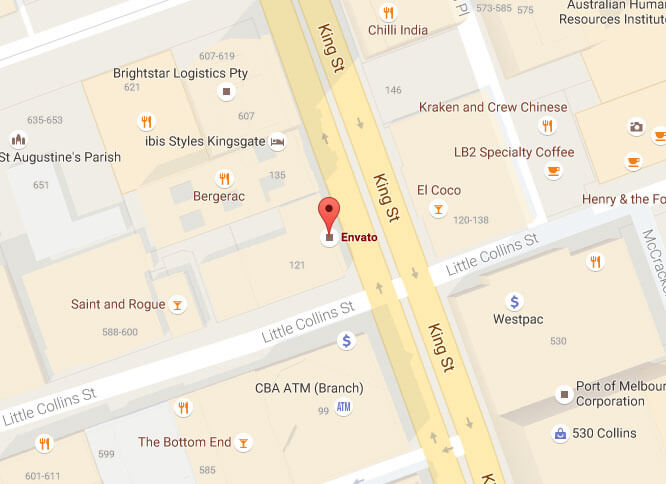 King St
Chilli India
573-585
575
Australian Human
Resources Institute
Pl
607-619
Brightstar Logistics Pty
621
607
635-653
146
Kraken and Crew Chinese
ibis Styles Kingsgate
St Augustine's Parish
LB2 Specialty Coffee
651
135
Bergerac
King St
El Coco
120-138
Henry & the Fo
Envato
Little Collins St
121
McCracke
Saint and Rogue
588-600
Little Collins St
Westpac
King St
530
CBA ATM (Branch)
Port of Melbou
Corporation
Little Collins St
99
ATM
The Bottom End
530 Collins
599
585
601-611
Ki